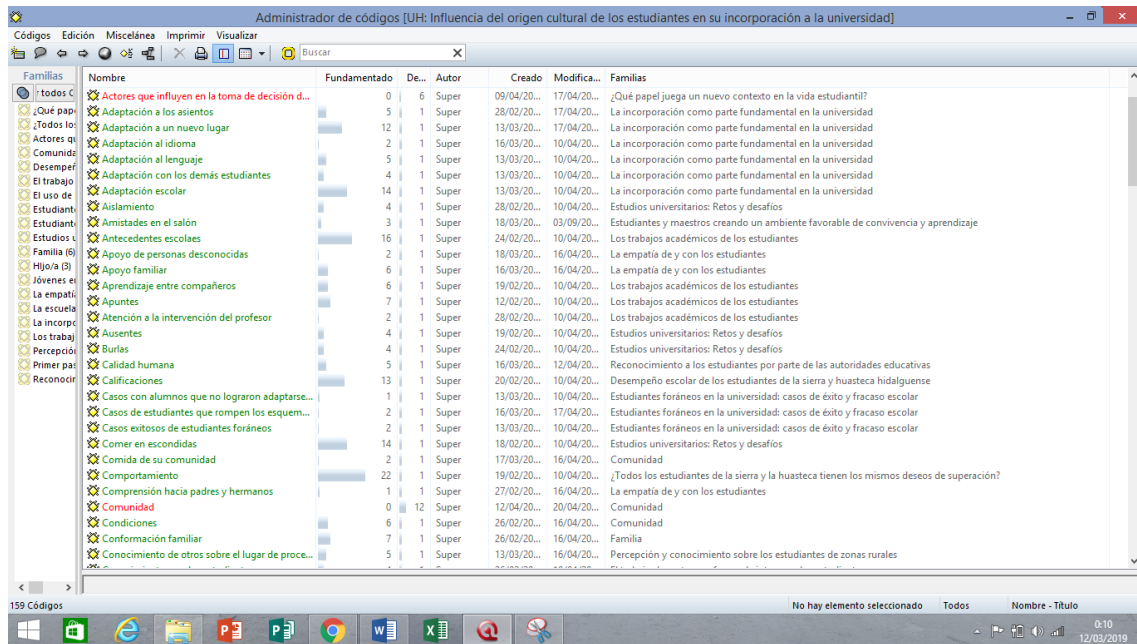 Administrador de códigos [UH: Influencia del origen cultural de los estudiantes en su incorporación a la universidad]
Códigos Edición Miscelánea Imprimir Visualizar
Buscar
Familias Nombre Fundamentado De... Autor Creado Modifica... Familias
Actores que influyen en la toma de decisión d... 0 6 Super 09/04/20... 17/04/20... ¿Qué papel juega un nuevo contexto en la vida estudiantil?
¿Qué pap Adaptación a los asientos 5 1 Super 28/02/20... 17/04/20... La incorporación como parte fundamental en la universidad
¿Todos los Adaptación a un nuevo lugar 12 1 Super 13/03/20... 17/04/20... La incorporación como parte fundamental en la universidad
Actores qu Adaptación al idioma 2 1 Super 16/03/20... 10/04/20... La incorporación como parte fundamental en la universidad
Comunida Adaptación al lenguaje 5 1 Super 13/03/20... 10/04/20... La incorporación como parte fundamental en la universidad
Desempeñ Adaptación con los demás estudiantes 4 1 Super 13/03/20... 10/04/20... La incorporación como parte fundamental en la universidad
El trabajo Adaptación escolar 14 1 Super 13/03/20... 10/04/20... La incorporación como parte fundamental en la universidad
El uso de Aislamiento 4 1 Super 28/02/20... 10/04/20... Estudios universitarios: Retos y desafíos
Estudiante Amistades en el salón 3 1 Super 18/03/20... 03/09/20... Estudiantes y maestros creando un ambiente favorable de convivencia y aprendizaje
Estudiante Antecedentes escolaes 16 1 Super 24/02/20... 10/04/20... Los trabajos académicos de los estudiantes
Estudios u Apoyo de personas desconocidas 2 1 Super 18/03/20... 16/04/20... La empatía de y con los estudiantes
Familia (6) Apoyo familiar 6 1 Super 16/03/20... 16/04/20... La empatía de y con los estudiantes
HIjo/a (3) Aprendizaje entre compañeros 6 1 Super 19/02/20... 10/04/20... Los trabajos académicos de los estudiantes
Jóvenes en Apuntes 7 1 Super 12/02/20... 10/04/20... Los trabajos académicos de los estudiantes
La empatí Atención a la intervención del profesor 2 1 Super 28/02/20... 10/04/20... Los trabajos académicos de los estudiantes
La escuela Ausentes 4 1 Super 19/02/20... 10/04/20... Estudios universitarios: Retos y desafíos
La incorpo Burlas 4 1 Super 24/02/20... 10/04/20... Estudios universitarios: Retos y desafíos
Los trabaj Calidad humana 5 1 Super 16/03/20... 12/04/20... Reconocimiento a los estudiantes por parte de las autoridades educativas
Percepció Calificaciones 13 1 Super 20/02/20... 10/04/20... Desempeño escolar de los estudiantes de la sierra y huasteca hidalguense
Primer pas Casos con alumnos que no lograron adaptarse... 1 1 Super 13/03/20... 10/04/20... Estudiantes foráneos en la universidad: casos de éxito y fracaso escolar
Reconocir Casos de estudiantes que rompen los esquem... 2 1 Super 16/03/20... 17/04/20... Estudiantes foráneos en la universidad: casos de éxito y fracaso escolar
Casos exitosos de estudiantes foráneos 2 1 Super 13/03/20... 10/04/20... Estudiantes foráneos en la universidad: casos de éxito y fracaso escolar
Comer en escondidas 14 1 Super 18/02/20... 10/04/20... Estudios universitarios: Retos y desafíos
Comida de su comunidad 2 1 Super 17/03/20... 16/04/20... Comunidad
Comportamiento 22 1 Super 19/02/20... 10/04/20... ¿Todos los estudiantes de la sierra y la huasteca tienen los mismos deseos de superación?
Comprensión hacia padres y hermanos 1 1 Super 27/02/20... 16/04/20... La empatía de y con los estudiantes
Comunidad 0 12 Super 12/04/20... 20/04/20... Comunidad
Condiciones 6 1 Super 26/02/20... 16/04/20... Comunidad
Conformación familiar 7 1 Super 26/02/20... 16/04/20... Familia
Conocimiento de otros sobre el lugar de proce... 5 1 Super 13/03/20... 16/04/20... Percepción y conocimiento sobre los estudiantes de zonas rurales
159 Códigos No hay elemento seleccionado Todos Nombre - Título
0:10
12/03/2019